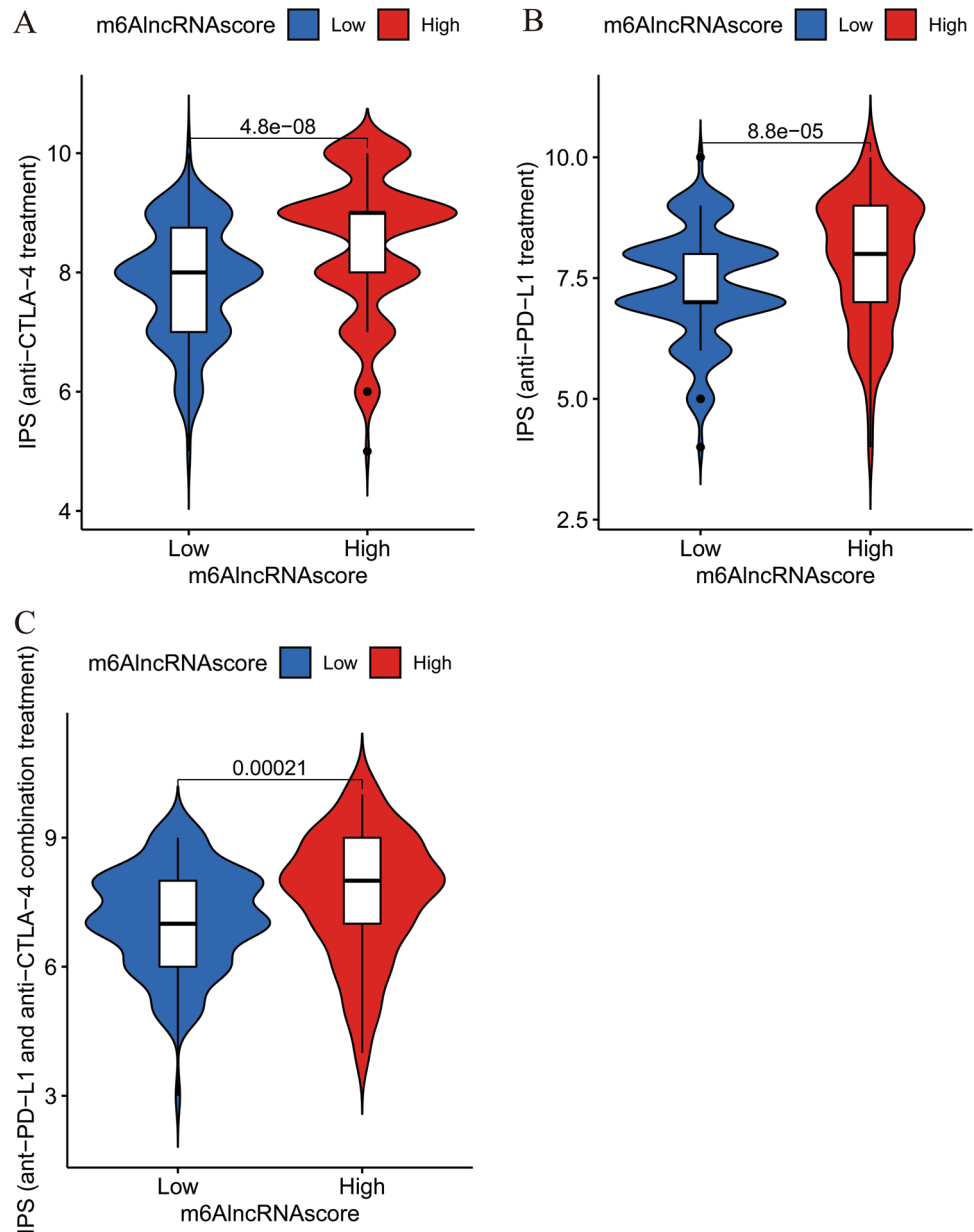 A
m6AlncRNAscore Low High
IPS (anti−CTLA−4 treatment)
4.8e−08
10
8
6
4
Low High
m6AlncRNAscore
B
m6AlncRNAscore Low High
IPS (anti−PD−L1 treatment)
8.8e−05
10.0
7.5
5.0
2.5
Low High
m6AlncRNAscore
C
m6AlncRNAscore Low High
IPS (ant−PD−L1 and anti−CTLA−4 combination treatment)
0.00021
9
6
3
Low High
m6AlncRNAscore